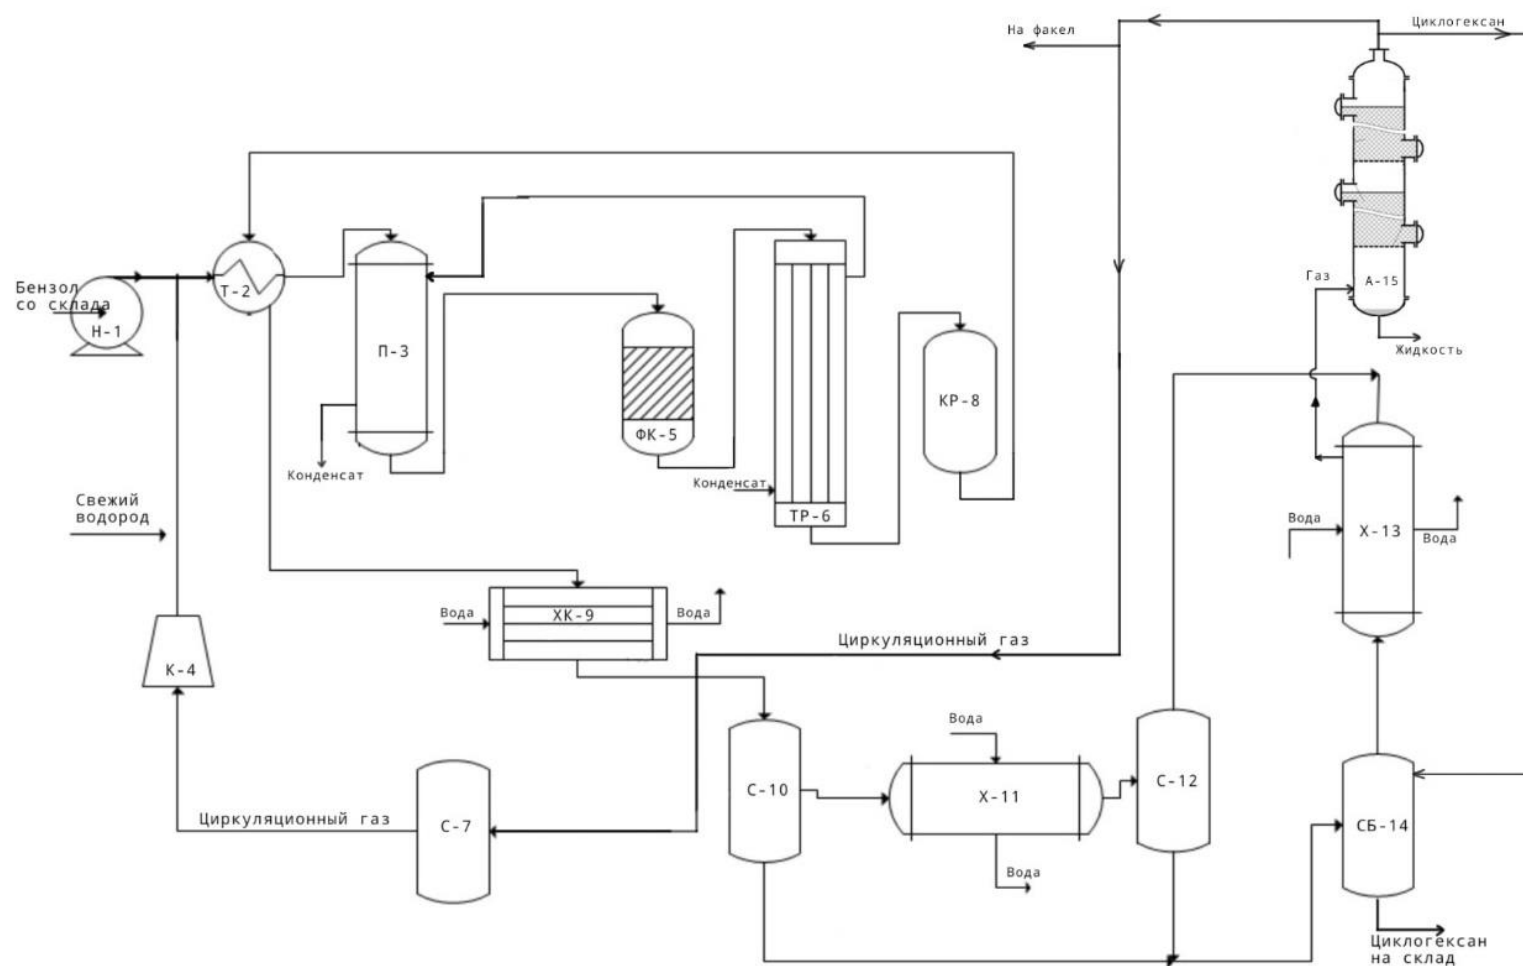 На факел
Циклогексан
Газ
А-15
Жидкость
Бензол
со склада
Н-1
Т-2
П-3
Конденсат
ФК-5
Конденсат
ТР-6
КР-8
Свежий
водород
Вода
Х-13
Вода
Вода
ХК-9
Вода
Циркуляционный газ
К-4
Вода
С-10
Х-11
С-12
Циркуляционный газ
С-7
СБ-14
Вода
Циклогексан
на склад